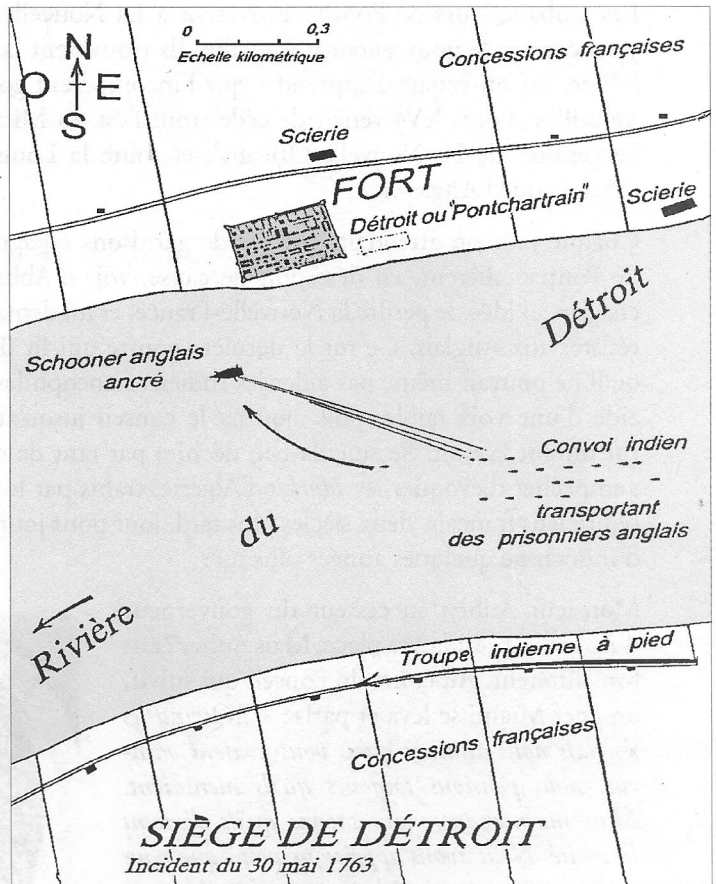 N
O E
S
0 0,3
Echelle kilométrique
Concessions françaises
Scierie
FORT
Détroit ou "Pontchartrain"
Scierie
Détroit
Schooner anglais
ancré
Convoi indien
transportant
des prisonniers anglais
du
Rivière
Troupe indienne à pied
Concessions françaises
SIÈGE DE DÉTROIT
Incident du 30 mai 1763